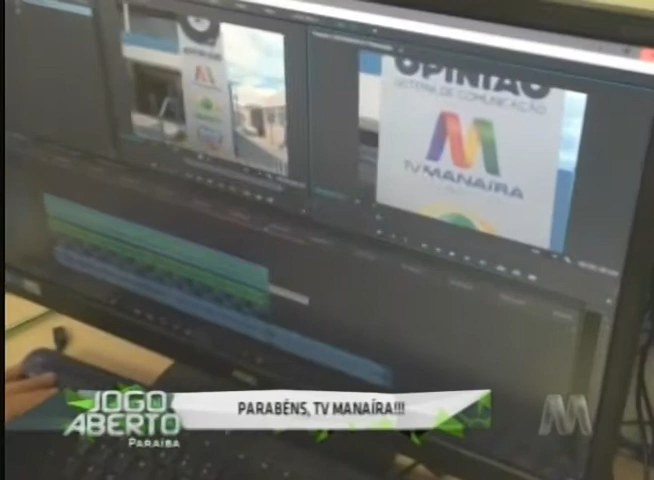 OPINIÃO
SISTEMA DE COMUNICAÇÃO
TV MANAÍRA
JOGO
ABERTO
PARAÍBA
PARABÉNS, TV MANAÍRA!!!